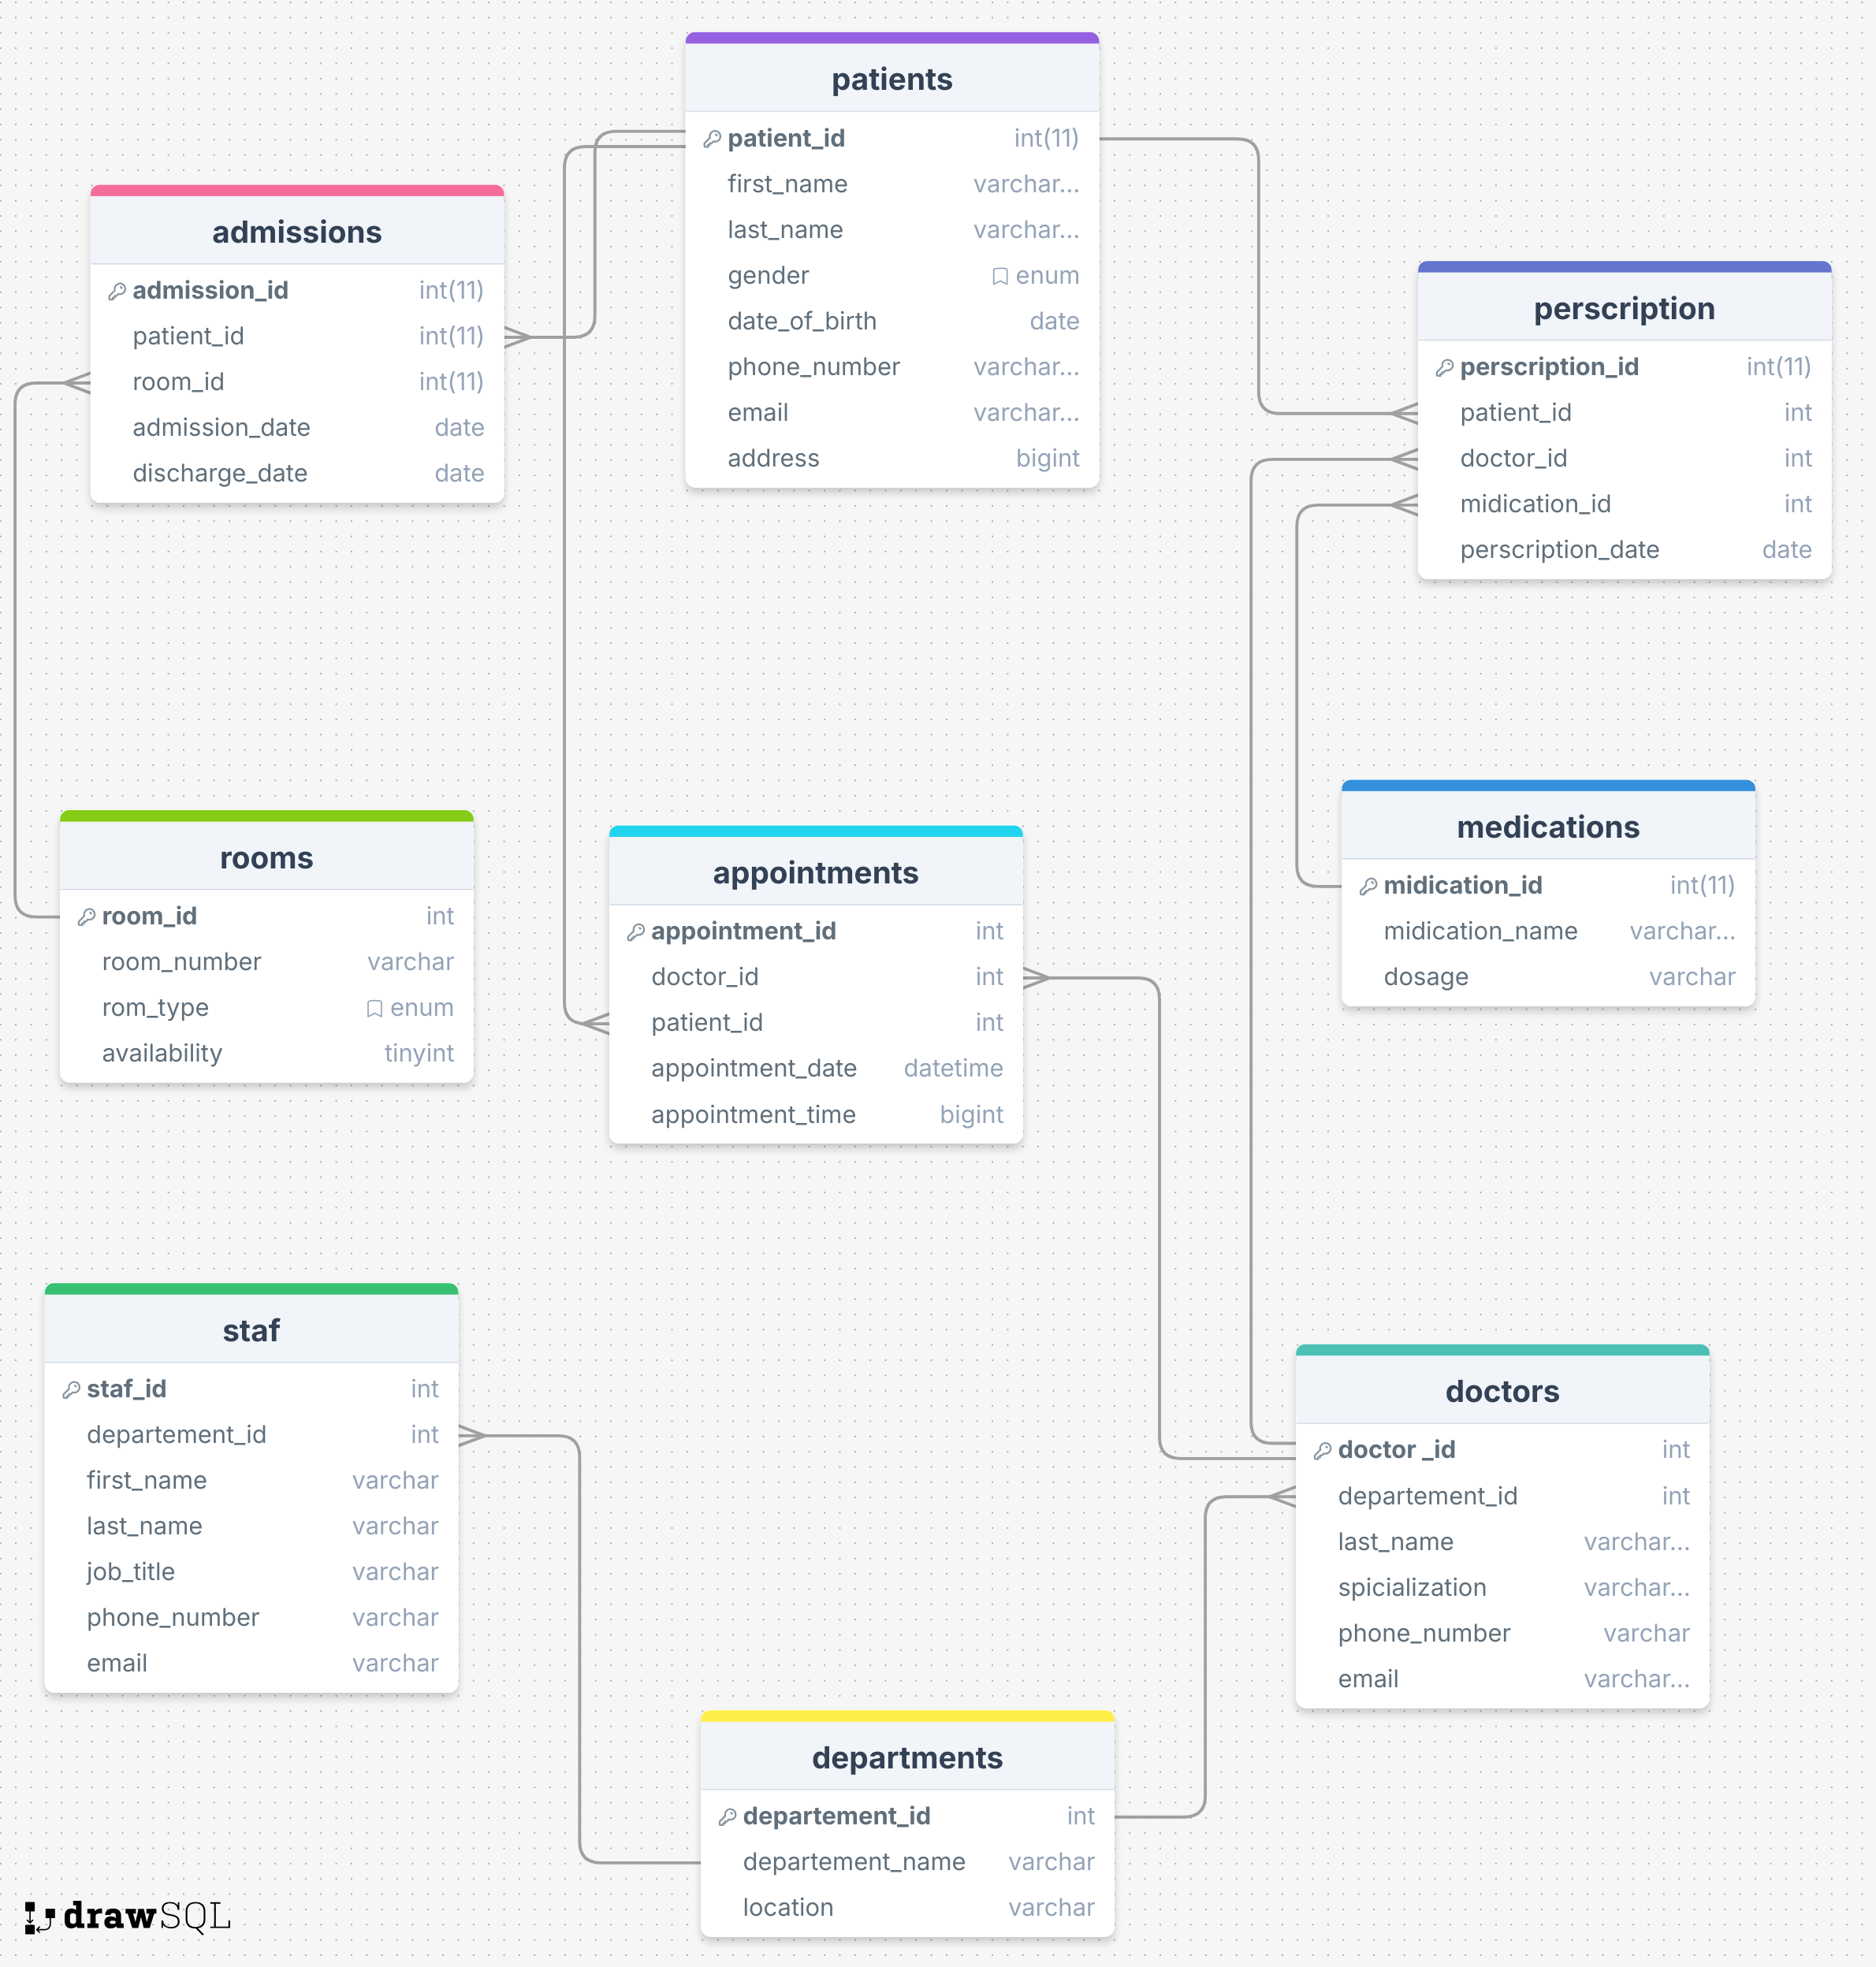 patients
patient_id int(11)
first_name varchar...
last_name varchar...
gender enum
date_of_birth date
phone_number varchar...
email varchar...
address bigint
admissions
admission_id int(11)
patient_id int(11)
room_id int(11)
admission_date date
discharge_date date
perscription
perscription_id int(11)
patient_id int
doctor_id int
midication_id int
perscription_date date
rooms
room_id int
room_number varchar
rom_type enum
availability tinyint
appointments
appointment_id int
doctor_id int
patient_id int
appointment_date datetime
appointment_time bigint
medications
midication_id int(11)
midication_name varchar...
dosage varchar
staf
staf_id int
departement_id int
first_name varchar
last_name varchar
job_title varchar
phone_number varchar
email varchar
doctors
doctor _id int
departement_id int
last_name varchar...
spicialization varchar...
phone_number varchar
email varchar...
departments
departement_id int
departement_name varchar
location varchar
drawSQL